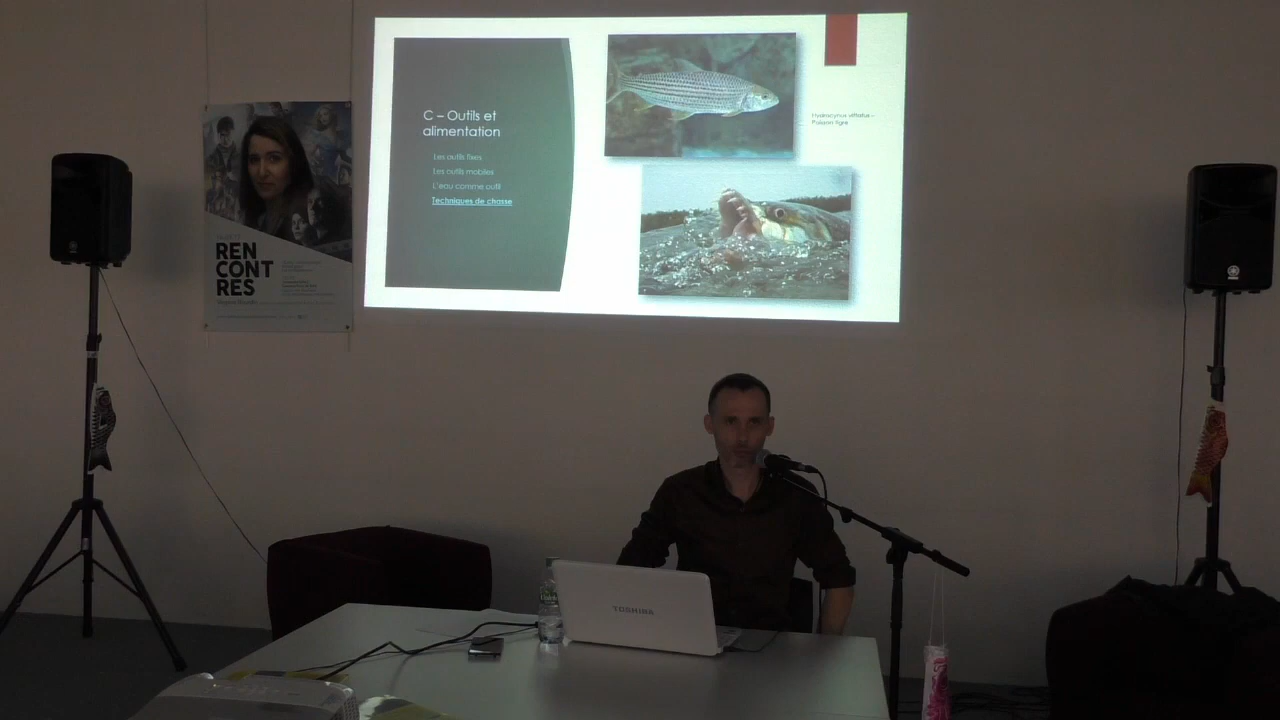 C – Outils et
alimentation
Les outils fixes
Les outils mobiles
L'eau comme outil
Techniques de chasse
Hydrocynus vittatus –
Poisson tigre
REN
CONT
RES
TOSHIBA